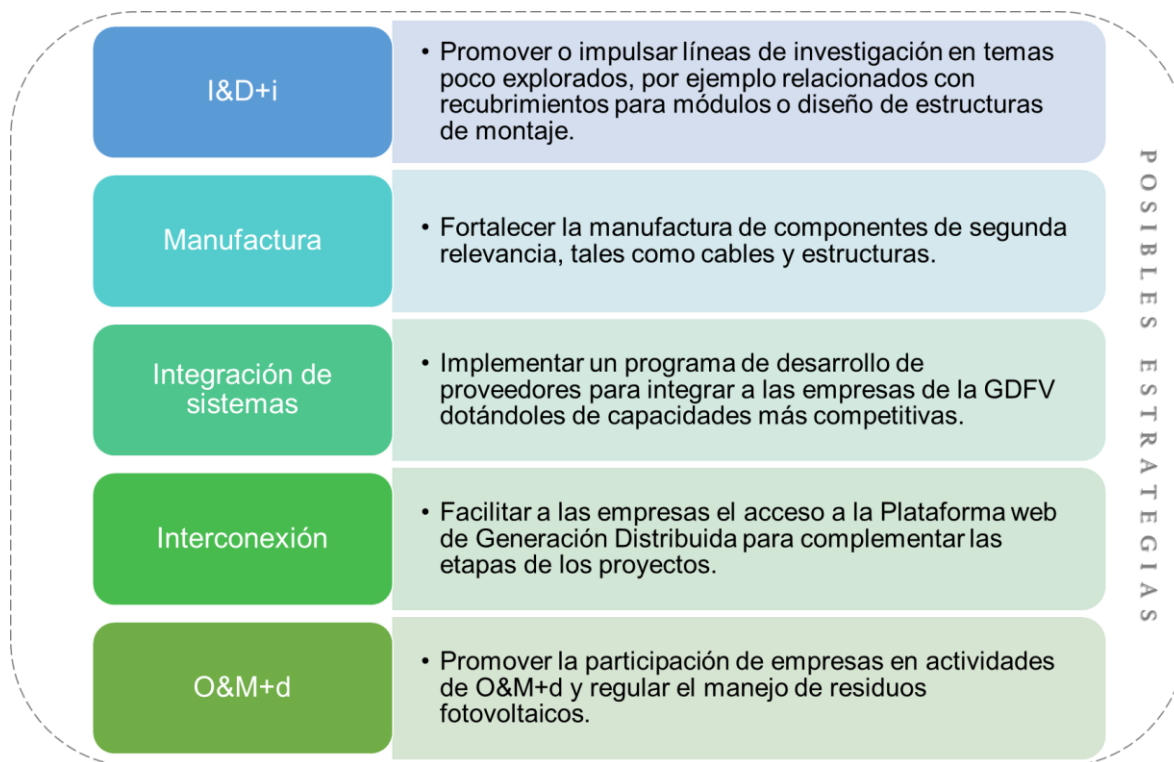 I&D+i
• Promover o impulsar líneas de investigación en temas
poco explorados, por ejemplo relacionados con
recubrimientos para módulos o diseño de estructuras
de montaje.
Manufactura
• Fortalecer la manufactura de componentes de segunda
relevancia, tales como cables y estructuras.
Integración de
sistemas
• Implementar un programa de desarrollo de
proveedores para integrar a las empresas de la GDFV
dotándoles de capacidades más competitivas.
Interconexión
• Facilitar a las empresas el acceso a la Plataforma web
de Generación Distribuida para complementar las
etapas de los proyectos.
O&M+d
• Promover la participación de empresas en actividades
de O&M+d y regular el manejo de residuos
fotovoltaicos.
POSIBLES ESTRATEGIAS